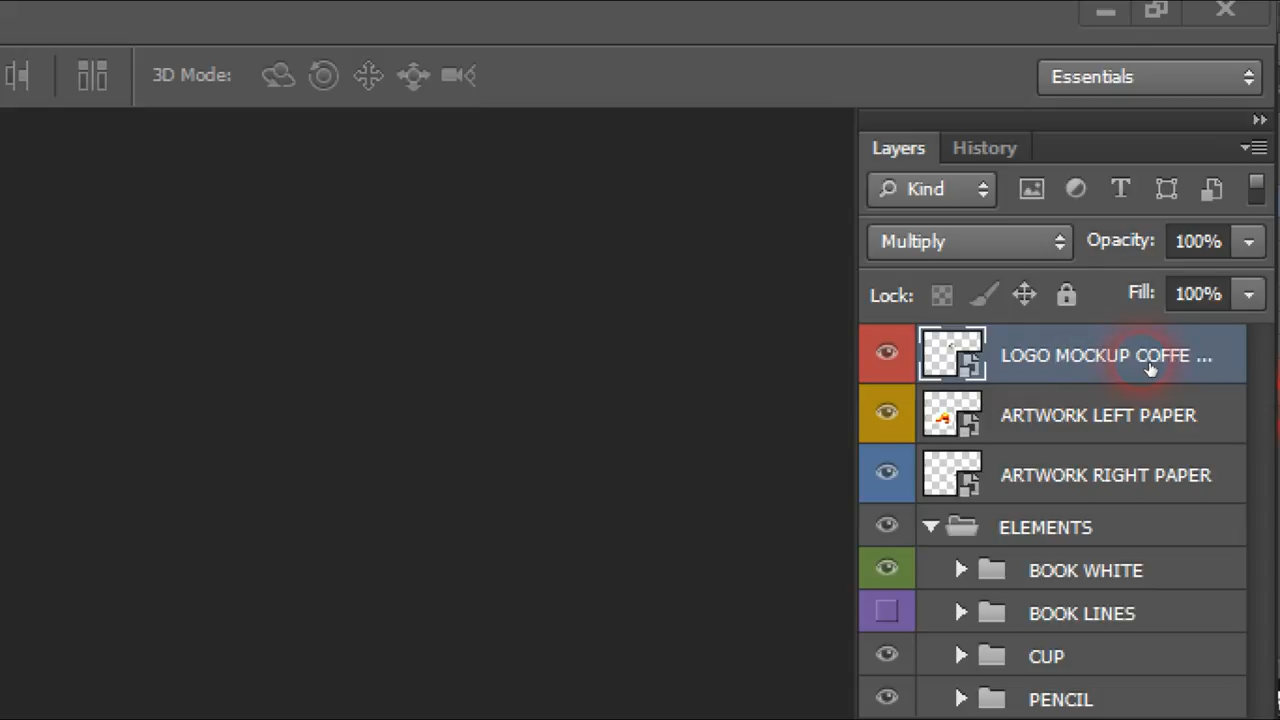 3D Mode:
Essentials
Layers
History
Kind
Multiply
Opacity: 100%
Lock:
Fill: 100%
LOGO MOCKUP COFFE ...
ARTWORK LEFT PAPER
ARTWORK RIGHT PAPER
ELEMENTS
BOOK WHITE
BOOK LINES
CUP
PENCIL